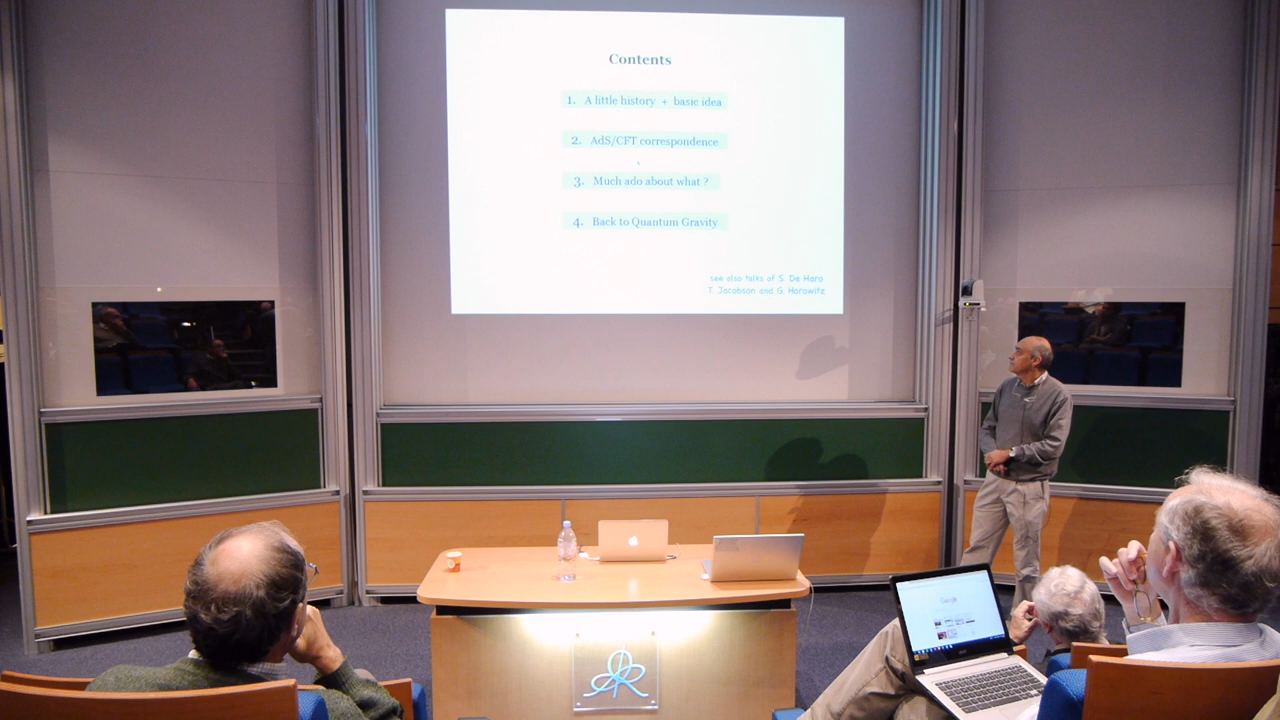 Contents
1. A little history + basic idea
2. AdS/CFT correspondence
3. Much ado about what ?
4. Back to Quantum Gravity
see also talks of S. De Haro
T. Jacobson and G. Horowitz
Google